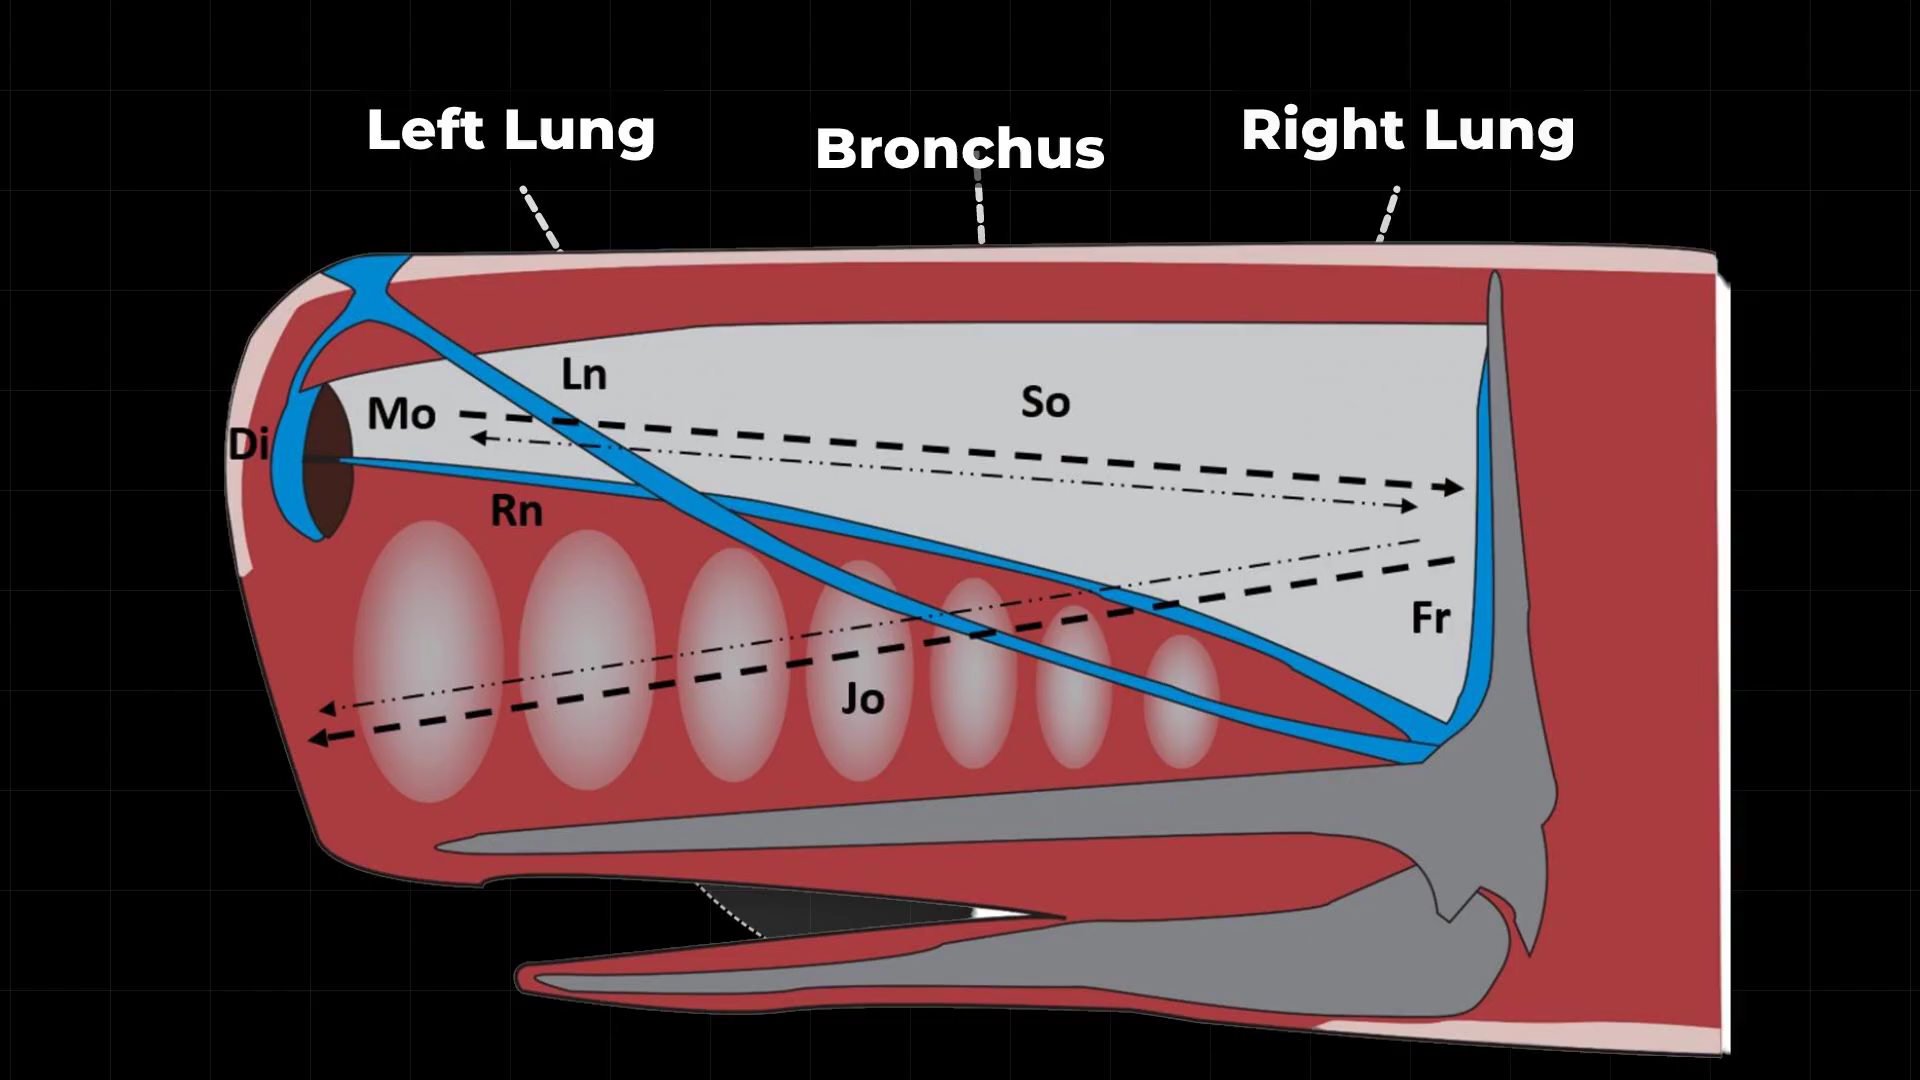 Left Lung
Bronchus
Right Lung
Ln
So
Mo
Di
Rn
Fr
Jo